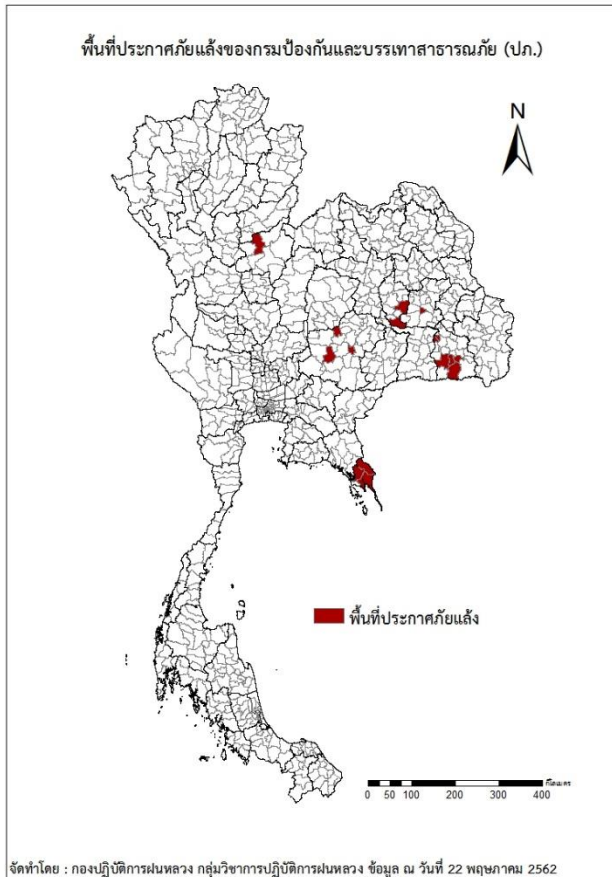 พื้นที่ประกาศภัยแล้งของกรมป้องกันและบรรเทาสาธารณภัย (ปภ.)
N
พื้นที่ประกาศภัยแล้ง
กิโลเมตร
0 50 100 200 300 400
จัดทำโดย : กองปฏิบัติการฝนหลวง กลุ่มวิชาการปฏิบัติการฝนหลวง ข้อมูล ณ วันที่ 22 พฤษภาคม 2562